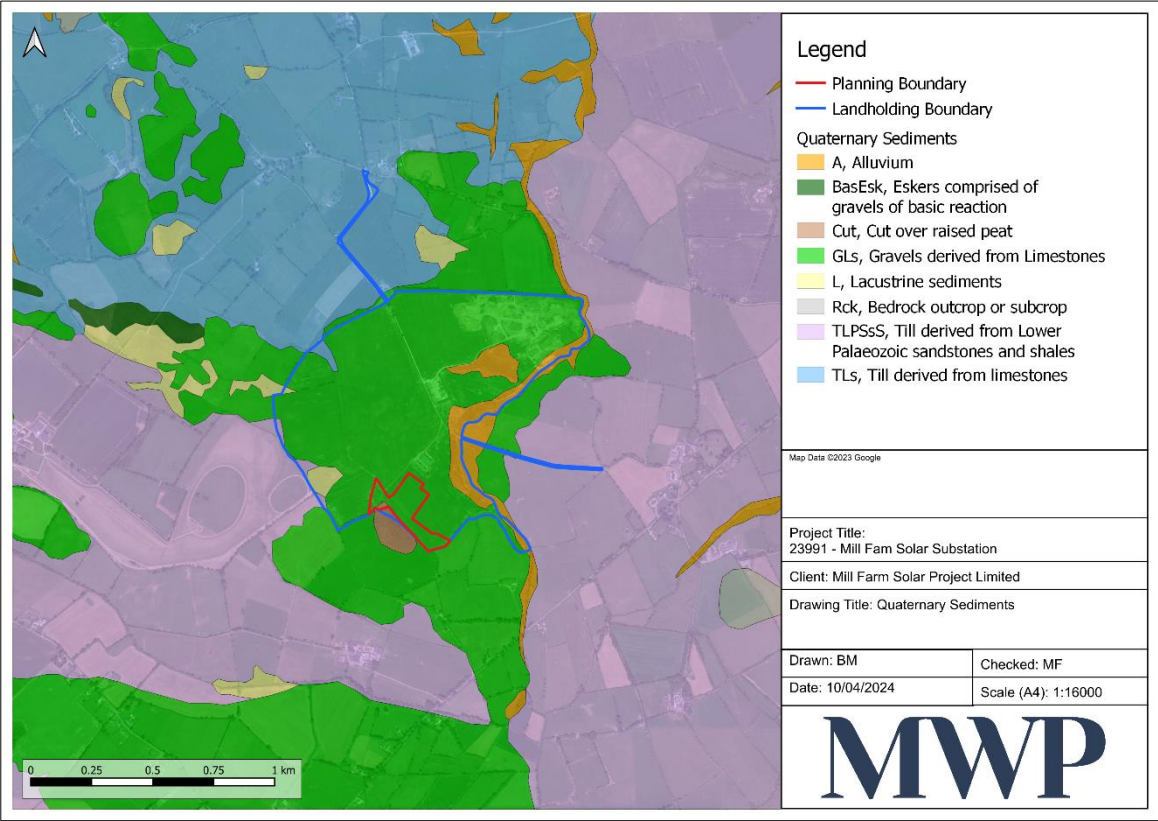 Legend
Planning Boundary
Landholding Boundary
Quaternary Sediments
A, Alluvium
BasEsk, Eskers comprised of
gravels of basic reaction
Cut, Cut over raised peat
GLs, Gravels derived from Limestones
L, Lacustrine sediments
Rck, Bedrock outcrop or subcrop
TLPSsS, Till derived from Lower
Palaeozoic sandstones and shales
TLs, Till derived from limestones
Map Data ©2023 Google
Project Title:
23991 - Mill Fam Solar Substation
Client: Mill Farm Solar Project Limited
Drawing Title: Quaternary Sediments
Drawn: BM
Checked: MF
Date: 10/04/2024
Scale (A4): 1:16000
MWP
0 0.25 0.5 0.75 1 km